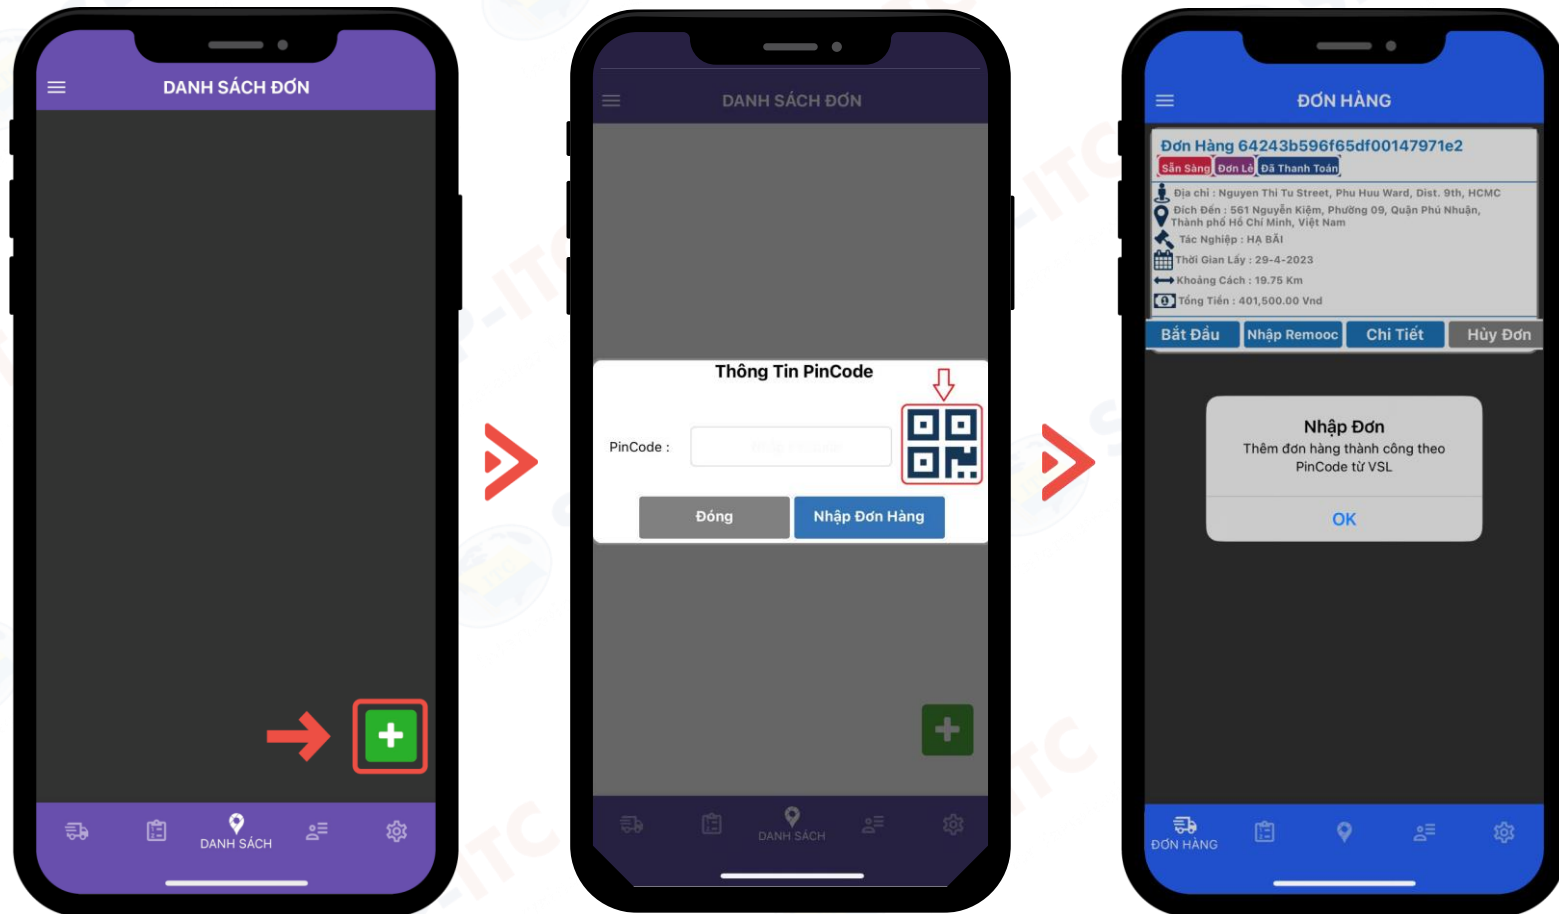 DANH SÁCH ĐƠN
DANH SÁCH
DANH SÁCH ĐƠN
Thông Tin PinCode
PinCode :
Đóng
Nhập Đơn Hàng
DANH SÁCH
ĐƠN HÀNG
Đơn Hàng 64243b596f65df00147971e2
Sẵn Sàng Đơn Lẻ Đã Thanh Toán
Địa chỉ : Nguyen Thi Tu Street, Phu Huu Ward, Dist. 9th, HCMC
Đích Đến : 561 Nguyễn Kiệm, Phường 09, Quận Phú Nhuận,
Thành phố Hồ Chí Minh, Việt Nam
Tác Nghiệp : HẠ BÃI
Thời Gian Lấy : 29-4-2023
Khoảng Cách : 19.75 Km
Tổng Tiền : 401,500.00 Vnd
Bắt Đầu Nhập Remooc Chi Tiết Hủy Đơn
Nhập Đơn
Thêm đơn hàng thành công theo
PinCode từ VSL
OK
ĐƠN HÀNG